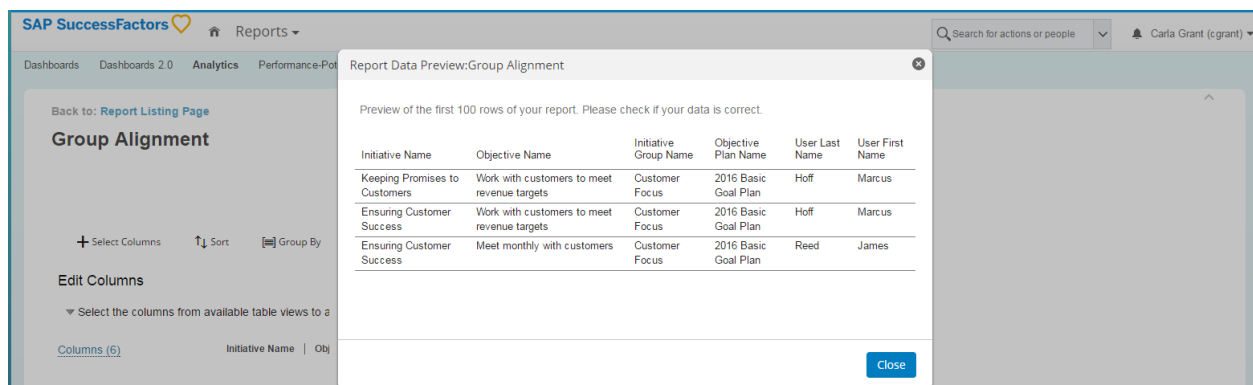 SAP SuccessFactors
Reports
Search for actions or people
Carla Grant (cgrant)
Dashboards Dashboards 2.0 Analytics Performance-Pot
Report Data Preview:Group Alignment
Back to: Report Listing Page
Group Alignment
Preview of the first 100 rows of your report. Please check if your data is correct.
Initiative Name Objective Name Initiative Group Name Objective Plan Name User Last Name User First Name
Keeping Promises to Customers Work with customers to meet revenue targets Customer Focus 2016 Basic Goal Plan Hoff Marcus
Ensuring Customer Success Work with customers to meet revenue targets Customer Focus 2016 Basic Goal Plan Hoff Marcus
Ensuring Customer Success Meet monthly with customers Customer Focus 2016 Basic Goal Plan Reed James
Select Columns Sort Group By
Edit Columns
Select the columns from available table views to a
Columns (6) Initiative Name | Obj
Close